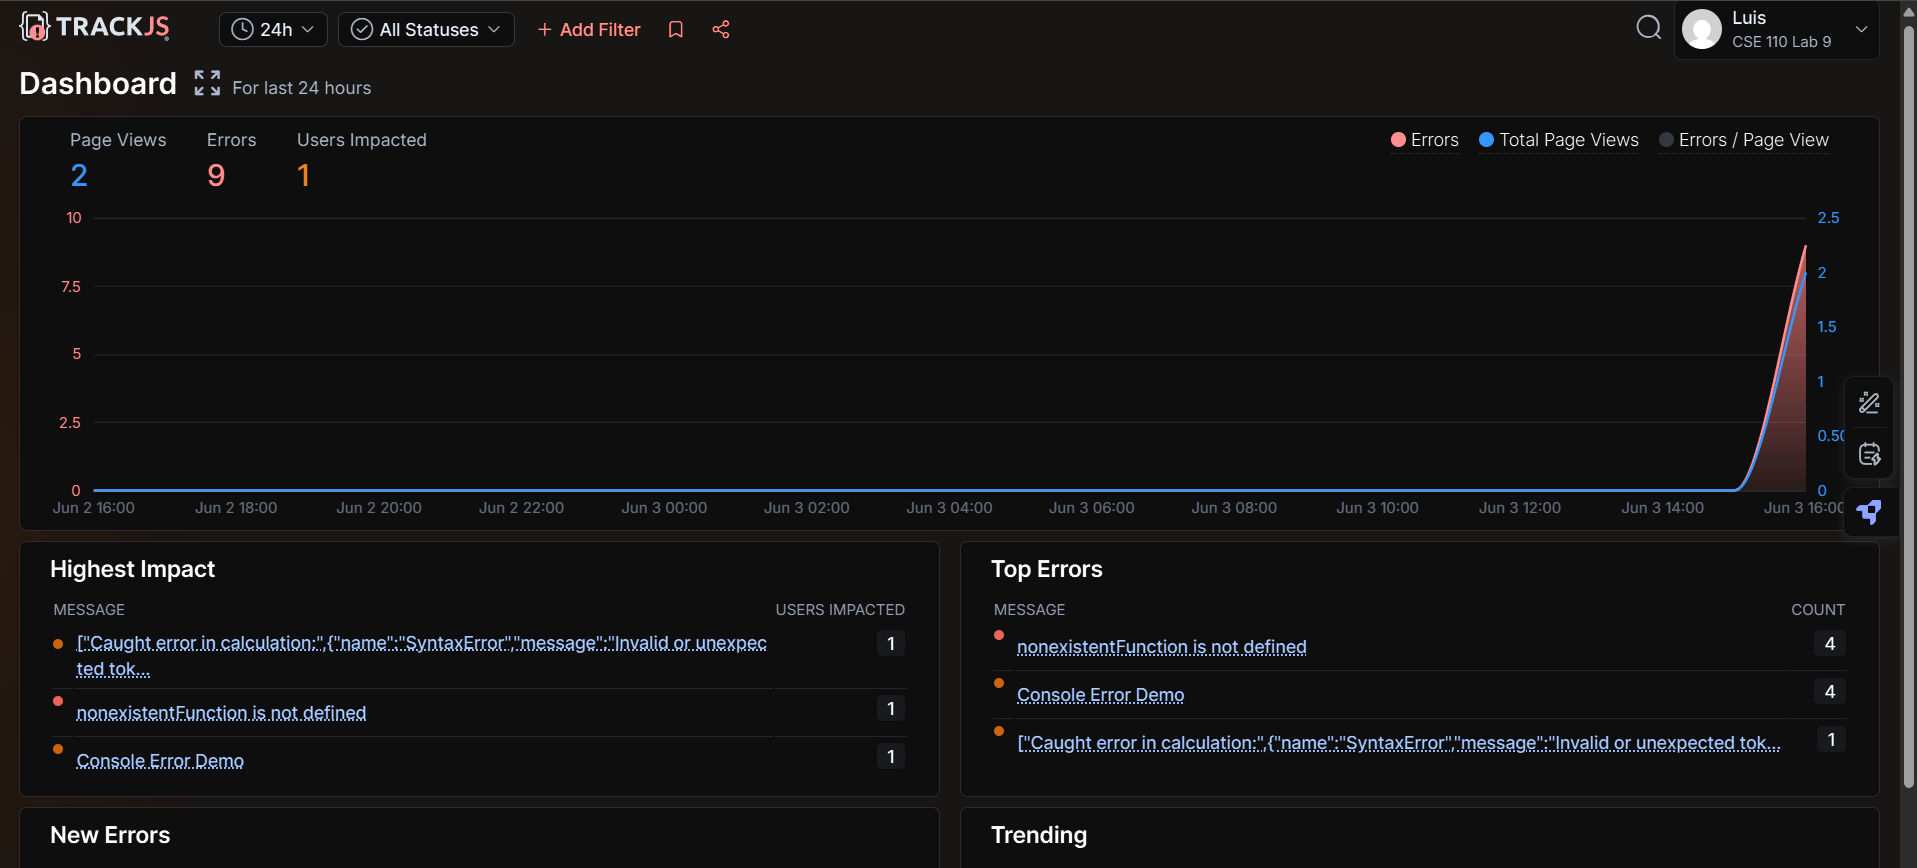 TRACKJS
24h
All Statuses
+ Add Filter
Luis
CSE 110 Lab 9
Dashboard
For last 24 hours
Page Views
Errors
Users Impacted
2
9
1
Errors
Total Page Views
Errors / Page View
10
7.5
5
2.5
0
2.5
2
1.5
1
0.50
0
Jun 2 16:00
Jun 2 18:00
Jun 2 20:00
Jun 2 22:00
Jun 3 00:00
Jun 3 02:00
Jun 3 04:00
Jun 3 06:00
Jun 3 08:00
Jun 3 10:00
Jun 3 12:00
Jun 3 14:00
Jun 3 16:00
Highest Impact
MESSAGE
USERS IMPACTED
["Caught error in calculation:",{"name":"SyntaxError","message":"Invalid or unexpec
ted tok...
1
nonexistentFunction is not defined
1
Console Error Demo
1
Top Errors
MESSAGE
COUNT
nonexistentFunction is not defined
4
Console Error Demo
4
["Caught error in calculation:",{"name":"SyntaxError","message":"Invalid or unexpected tok...
1
New Errors
Trending